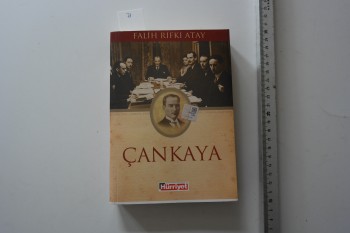 FALİH RIFKI ATAY
ÇANKAYA
Hürriyet